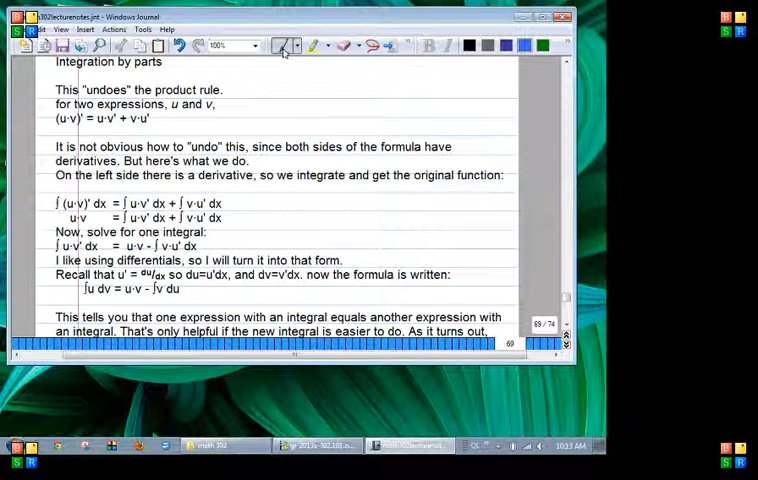 302lecturenotes.jnt - Windows Journal
Edit View Insert Actions Tools Help
100%
B I
Integration by parts
This "undoes" the product rule.
for two expressions, u and v,
(u·v)' = u·v' + v·u'
It is not obvious how to "undo" this, since both sides of the formula have
derivatives. But here's what we do.
On the left side there is a derivative, so we integrate and get the original function:
∫ (u·v)' dx = ∫ u·v' dx + ∫ v·u' dx
u·v = ∫ u·v' dx + ∫ v·u' dx
Now, solve for one integral:
∫ u·v' dx = u·v - ∫ v·u' dx
I like using differentials, so I will turn it into that form.
Recall that u' = du/dx so du=u'dx, and dv=v'dx. now the formula is written:
∫u dv = u·v - ∫v du
This tells you that one expression with an integral equals another expression with
an integral. That's only helpful if the new integral is easier to do. As it turns out,
69 / 74
69
math 302
10:13 AM
B
S R
B
S R
B
S R
B
S R